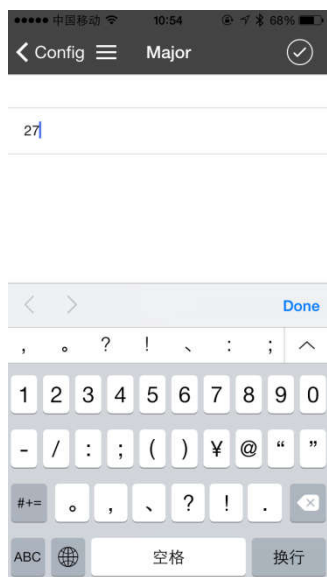 中国移动 10:54 68%
Config Major
27
Done
, 。 ? ! 、 : ; ^
1 2 3 4 5 6 7 8 9 0
- / : ; ( ) ¥ @ “ ”
#+= 。 , 、 ? ! .
ABC 空格 换行